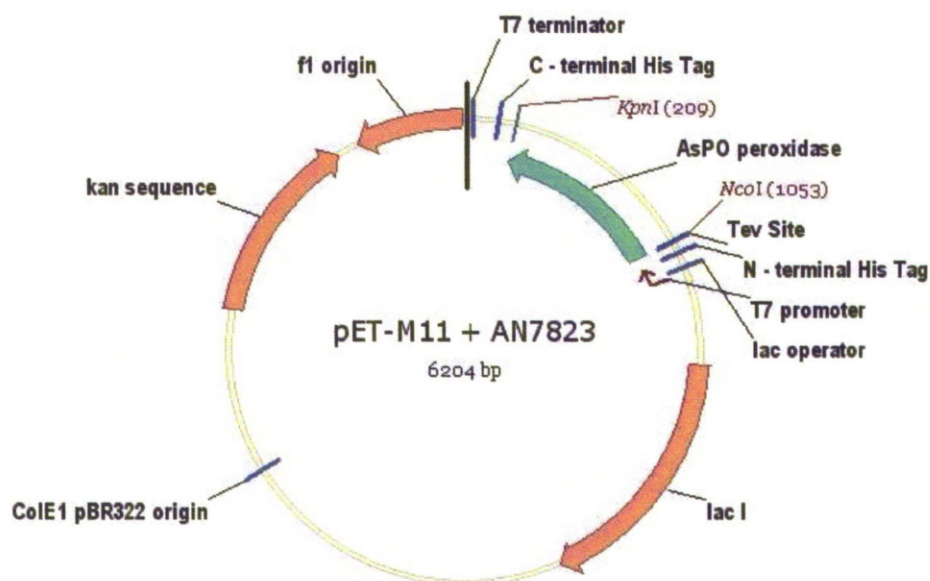 T7 terminator
f1 origin
C - terminal His Tag
KpnI (209)
AsPO peroxidase
kan sequence
NcoI (1053)
Tev Site
N - terminal His Tag
T7 promoter
lac operator
pET-M11 + AN7823
6204 bp
ColE1 pBR322 origin
lac I